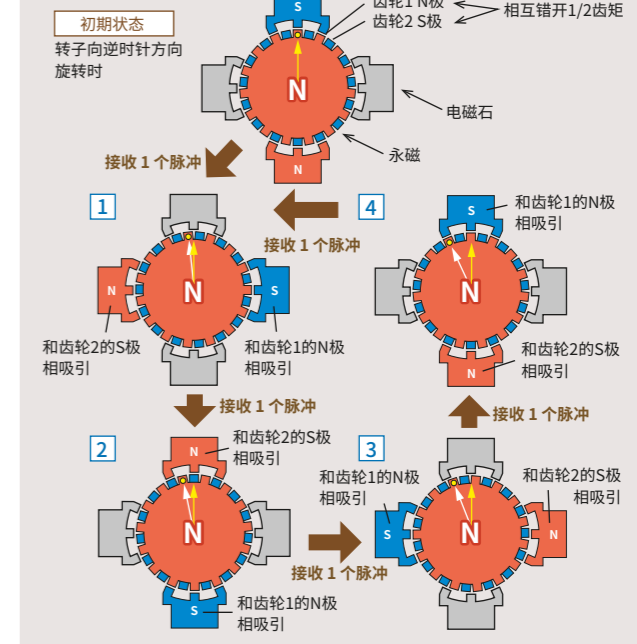 初期状态
转子向逆时针方向
旋转时
S
齿轮1 N极
齿轮2 S极
相互错开1/2齿矩
N
电磁石
永磁
N
接收 1 个脉冲
1
4
接收 1 个脉冲
S
和齿轮1的N极
相吸引
N
N
S
N
和齿轮2的S极
相吸引
和齿轮1的N极
相吸引
和齿轮2的S极
相吸引
N
接收 1 个脉冲
接收 1 个脉冲
2
N
和齿轮2的S极
相吸引
3
和齿轮1的N极
相吸引
和齿轮2的S极
相吸引
N
S
N
N
接收 1 个脉冲
S
和齿轮1的N极
相吸引